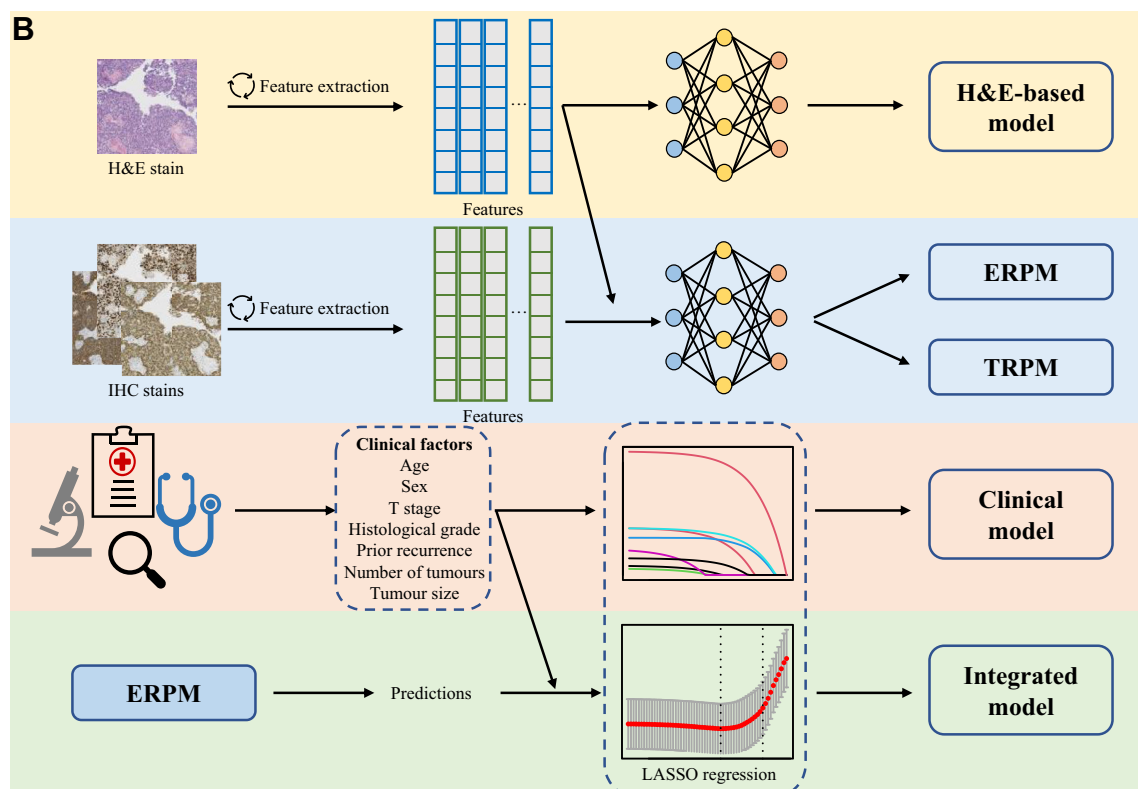 B
Feature extraction
...
H&E-based
model
H&E stain
Features
Feature extraction
...
ERPM
TRPM
IHC stains
Features
Clinical factors
Age
Sex
T stage
Histological grade
Prior recurrence
Number of tumours
Tumour size
Clinical
model
ERPM
Predictions
Integrated
model
LASSO regression